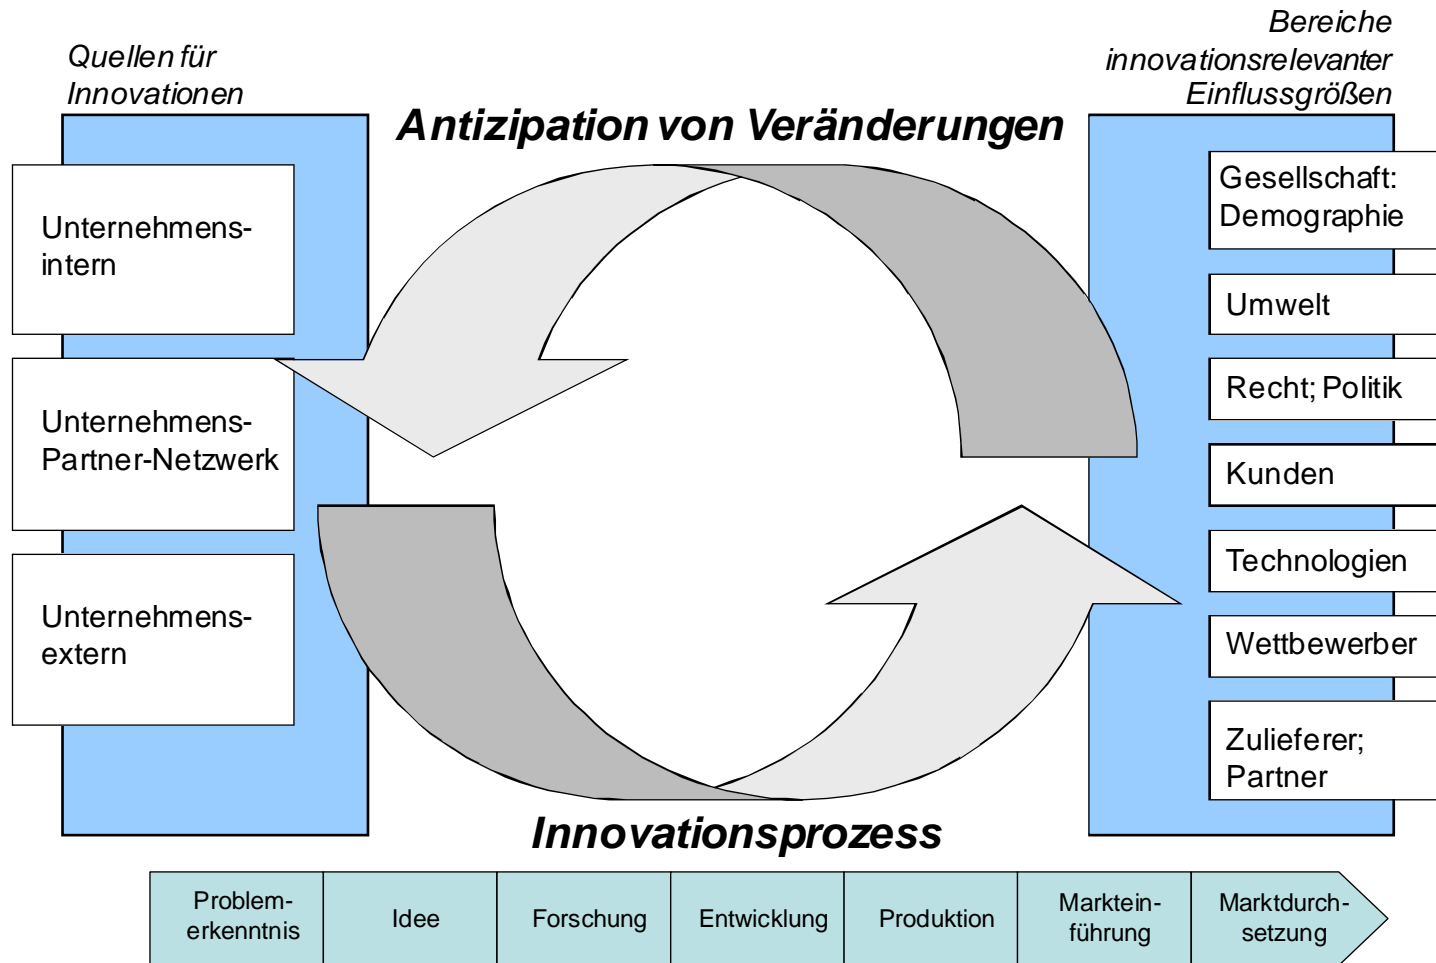 Quellen für
Innovationen
Bereiche
innovationsrelevanter
Einflussgrößen
Antizipation von Veränderungen
Unternehmens-
intern
Unternehmens-
Partner-Netzwerk
Unternehmens-
extern
Gesellschaft:
Demographie
Umwelt
Recht; Politik
Kunden
Technologien
Wettbewerber
Zulieferer;
Partner
Innovationsprozess
Problem-
erkenntnis
Idee
Forschung
Entwicklung
Produktion
Marktein-
führung
Marktdurch-
setzung